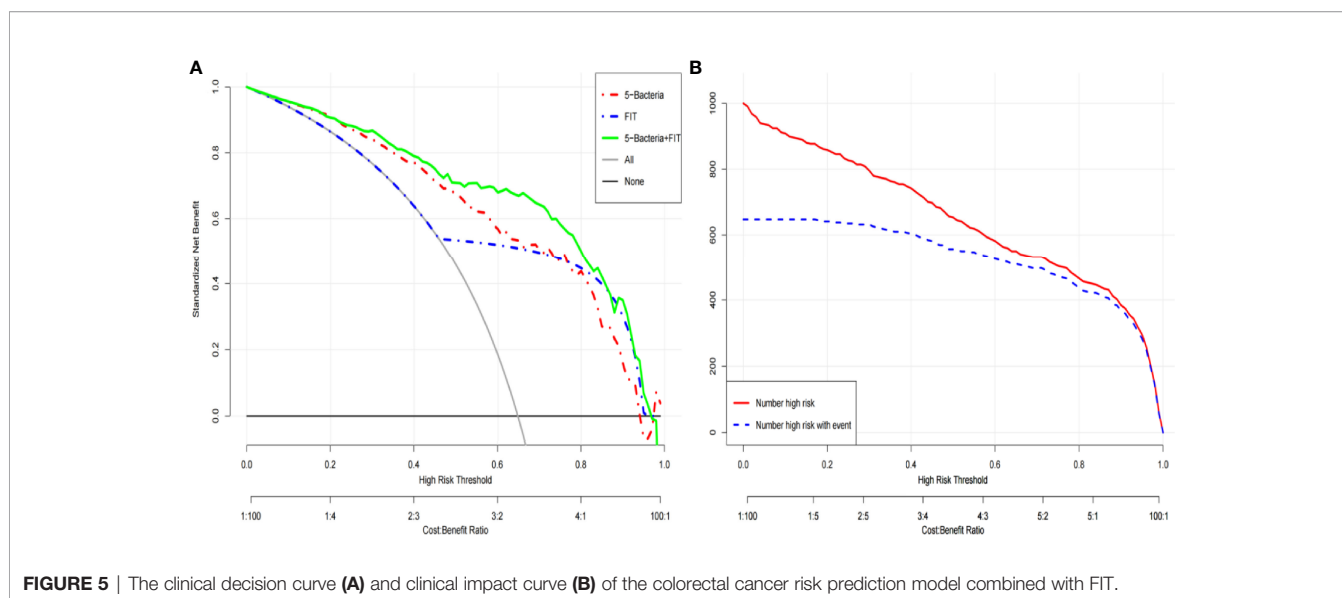 A
1.0
0.8
0.6
0.4
0.2
0.0
Standardized Net Benefit
5-Bacteria
FIT
5-Bacteria+FIT
All
None
0.0 0.2 0.4 0.6 0.8 1.0
High Risk Threshold
1:100 1:4 2:3 3:2 4:1 100:1
Cost:Benefit Ratio
B
1000
800
600
400
200
0
Number high risk
Number high risk with event
0.0 0.2 0.4 0.6 0.8 1.0
High Risk Threshold
1:100 1:5 2:5 3:4 4:3 5:2 5:1 100:1
Cost:Benefit Ratio
FIGURE 5 | The clinical decision curve (A) and clinical impact curve (B) of the colorectal cancer risk prediction model combined with FIT.